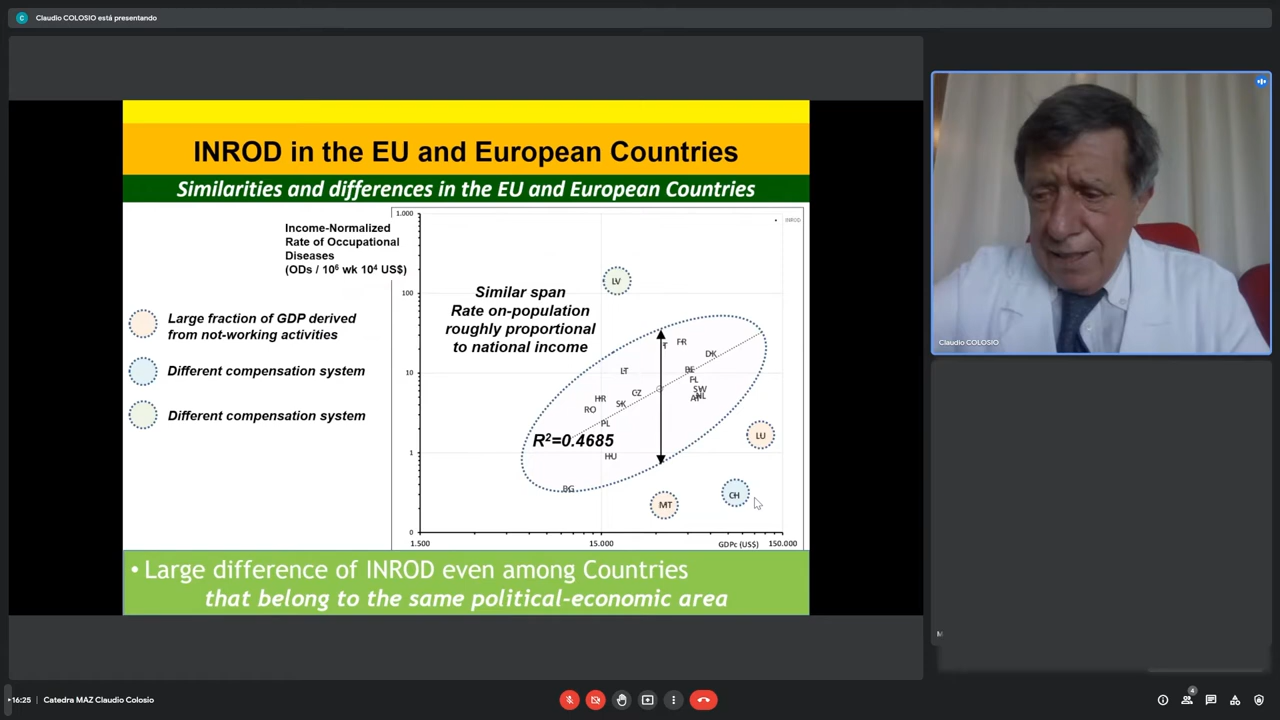 C Claudio COLOSIO está presentando
INROD in the EU and European Countries
Similarities and differences in the EU and European Countries
Income-Normalized
Rate of Occupational
Diseases
(ODs / 10⁶ wk 10⁴ US$)
Large fraction of GDP derived
from not-working activities
Different compensation system
Different compensation system
1.000
100
10
1
0
1.500
15.000
GDPc (US$)
150.000
INROD
Similar span
Rate on-population
roughly proportional
to national income
LV
FR
DK
LT
BE
FL
SW
NL
CZ
HR
SK
RO
PL
R²=0.4685
HU
BG
LU
CH
MT
• Large difference of INROD even among Countries
that belong to the same political-economic area
Claudio COLOSIO
16:25 | Catedra MAZ Claudio Colosio
4